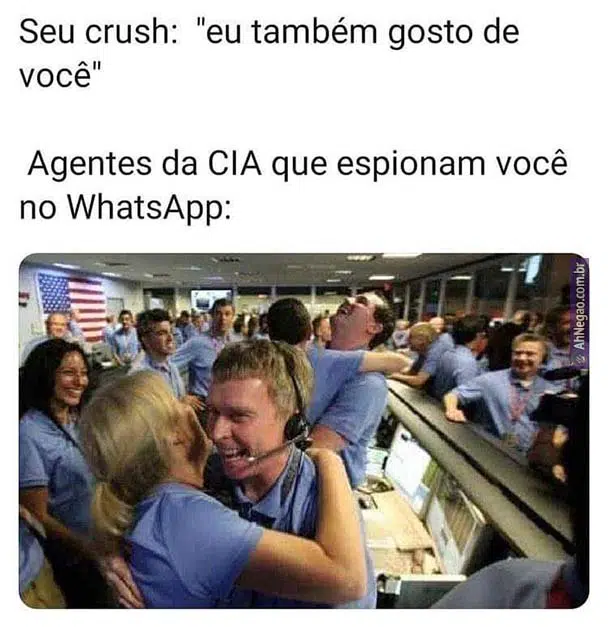 Seu crush:  "eu também gosto de
você"
Agentes da CIA que espionam você
no WhatsApp:
AhNegao.com.br